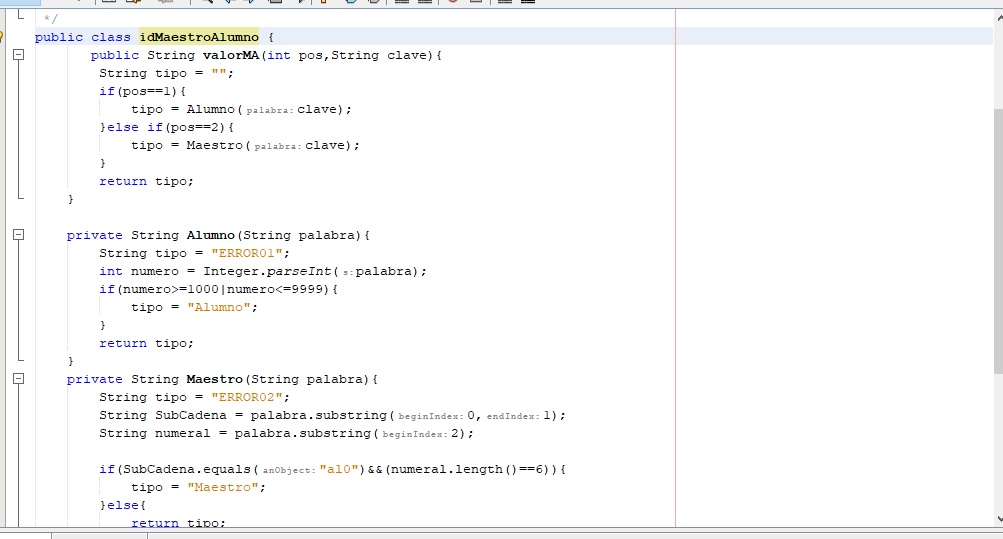 */
public class idMaestroAlumno {
public String valorMA(int pos,String clave){
String tipo = "";
if(pos==1){
tipo = Alumno( palabra: clave);
}else if(pos==2){
tipo = Maestro( palabra: clave);
}
return tipo;
}
private String Alumno(String palabra){
String tipo = "ERROR01";
int numero = Integer.parseInt( s: palabra);
if(numero>=1000|numero<=9999){
tipo = "Alumno";
}
return tipo;
}
private String Maestro(String palabra){
String tipo = "ERROR02";
String SubCadena = palabra.substring( beginIndex: 0, endIndex: 1);
String numeral = palabra.substring( beginIndex: 2);
if(SubCadena.equals( anObject: "al0")&&(numeral.length()==6)){
tipo = "Maestro";
}else{
return tipo;